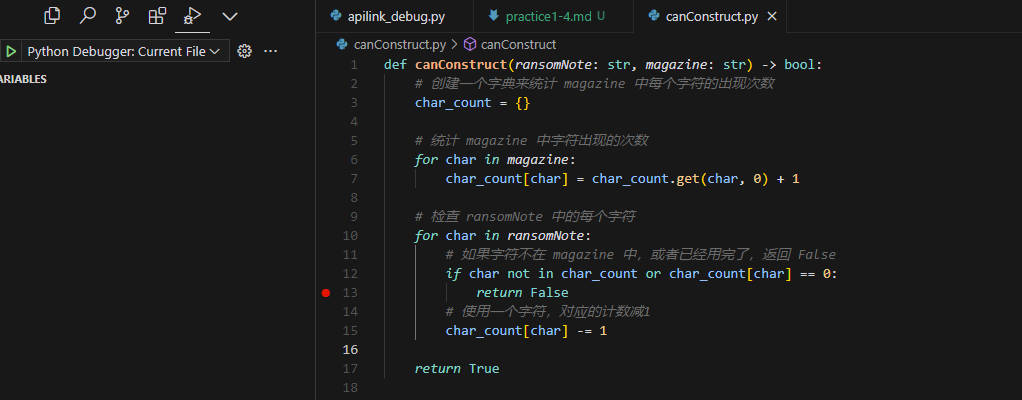 apilink_debug.py
practice1-4.md U
canConstruct.py
Python Debugger: Current File
ARIABLES
canConstruct.py > canConstruct
1 def canConstruct(ransomNote: str, magazine: str) -> bool:
2 # 创建一个字典来统计 magazine 中每个字符的出现次数
3 char_count = {}
4
5 # 统计 magazine 中字符出现的次数
6 for char in magazine:
7 char_count[char] = char_count.get(char, 0) + 1
8
9 # 检查 ransomNote 中的每个字符
10 for char in ransomNote:
11 # 如果字符不在 magazine 中，或者已经用完了，返回 False
12 if char not in char_count or char_count[char] == 0:
13 return False
14 # 使用一个字符，对应的计数减1
15 char_count[char] -= 1
16
17 return True
18